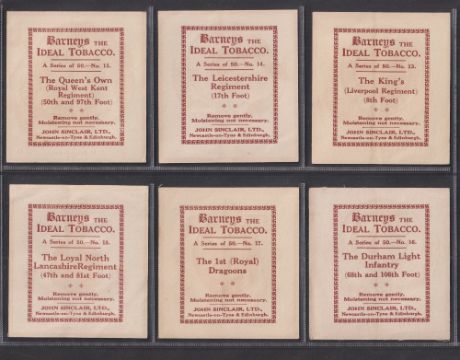 Barneys THE
IDEAL TOBACCO.
A Series of 50.—No. 15.
The Queen's Own
(Royal West Kent
Regiment)
(50th and 97th Foot)
Remove gently.
Moistening not necessary.
JOHN SINCLAIR, LTD.,
Newcastle-on-Tyne & Edinburgh.
Barneys THE
IDEAL TOBACCO.
A Series of 50.—No. 14.
The Leicestershire
Regiment
(17th Foot)
Remove gently.
Moistening not necessary.
JOHN SINCLAIR, LTD.,
Newcastle-on-Tyne & Edinburgh.
Barneys THE
IDEAL TOBACCO.
A Series of 50.—No. 13.
The King's
(Liverpool Regiment)
(8th Foot)
Remove gently.
Moistening not necessary.
JOHN SINCLAIR, LTD.,
Newcastle-on-Tyne & Edinburgh.
Barneys THE
IDEAL TOBACCO.
A Series of 50.—No. 18.
The Loyal North
Lancashire Regiment
(47th and 81st Foot)
Remove gently.
Moistening not necessary.
JOHN SINCLAIR, LTD.,
Newcastle-on-Tyne & Edinburgh.
Barneys THE
IDEAL TOBACCO.
A Series of 50.—No. 17.
The 1st (Royal)
Dragoons
Remove gently.
Moistening not necessary.
JOHN SINCLAIR, LTD.,
Newcastle-on-Tyne & Edinburgh.
Barneys THE
IDEAL TOBACCO.
A Series of 50.—No. 16.
The Durham Light
Infantry
(68th and 106th Foot)
Remove gently.
Moistening not necessary.
JOHN SINCLAIR, LTD.,
Newcastle-on-Tyne & Edinburgh.